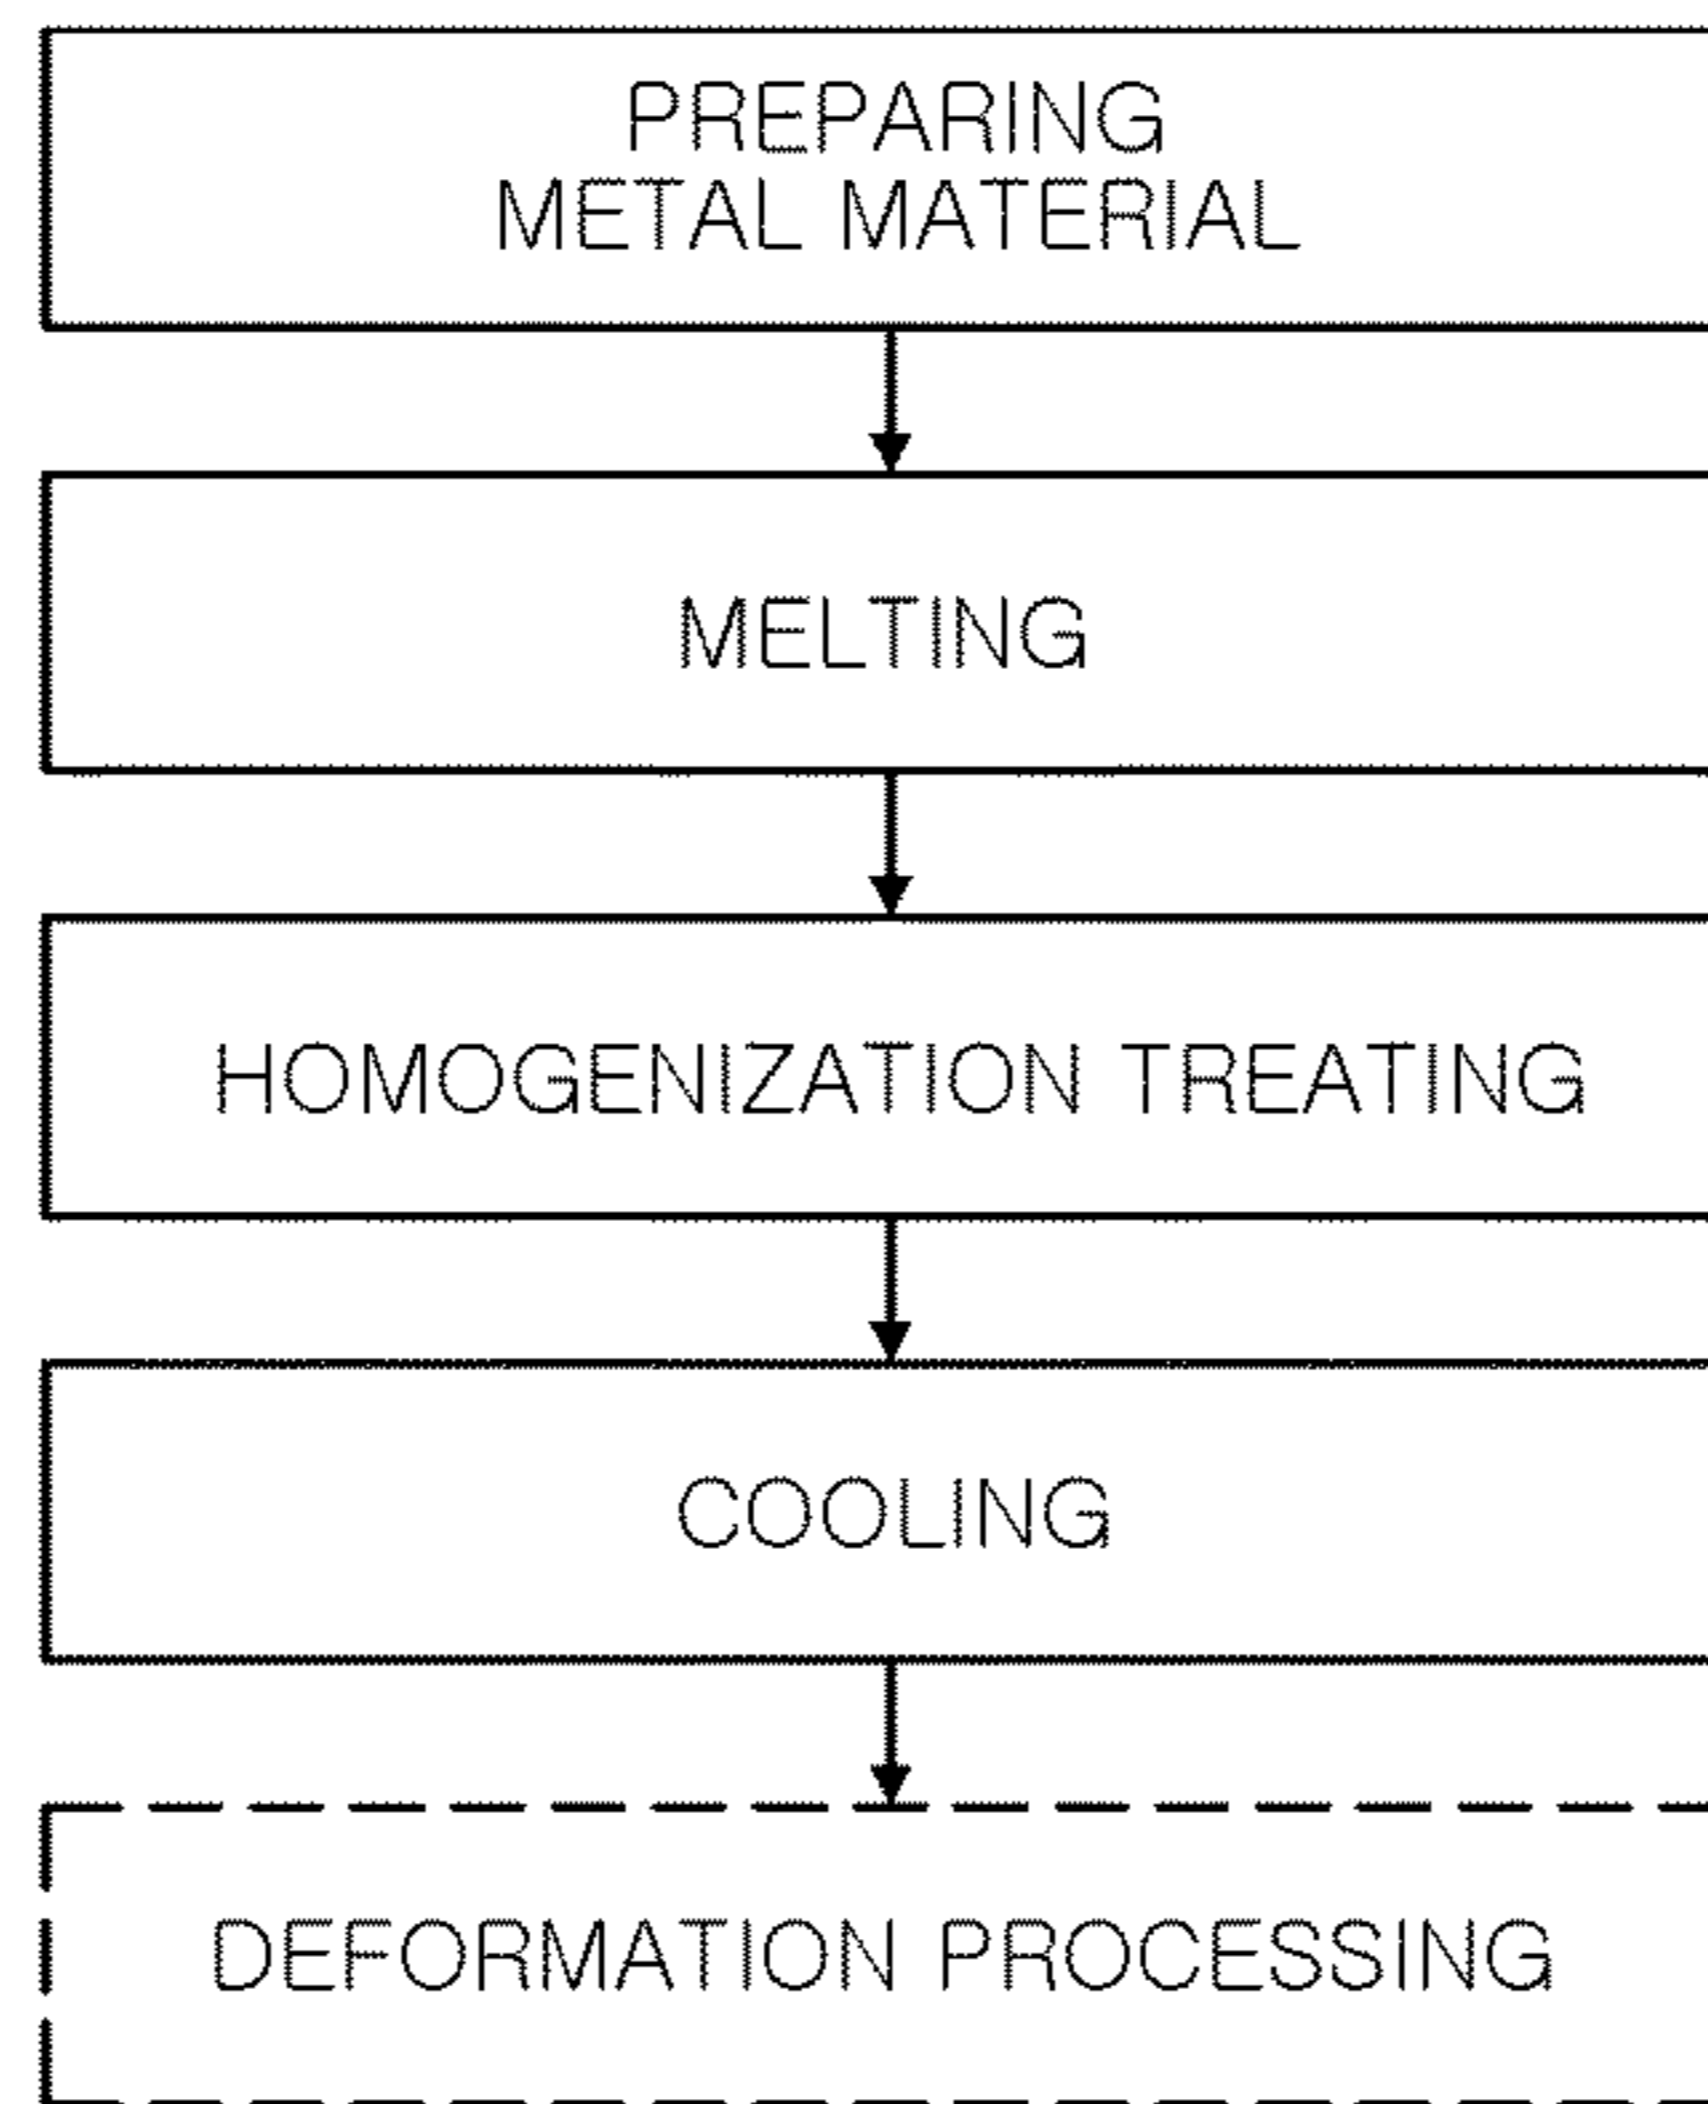 PREPARING
METAL MATERIAL
MELTING
HOMOGENIZATION TREATING
COOLING
DEFORMATION PROCESSING